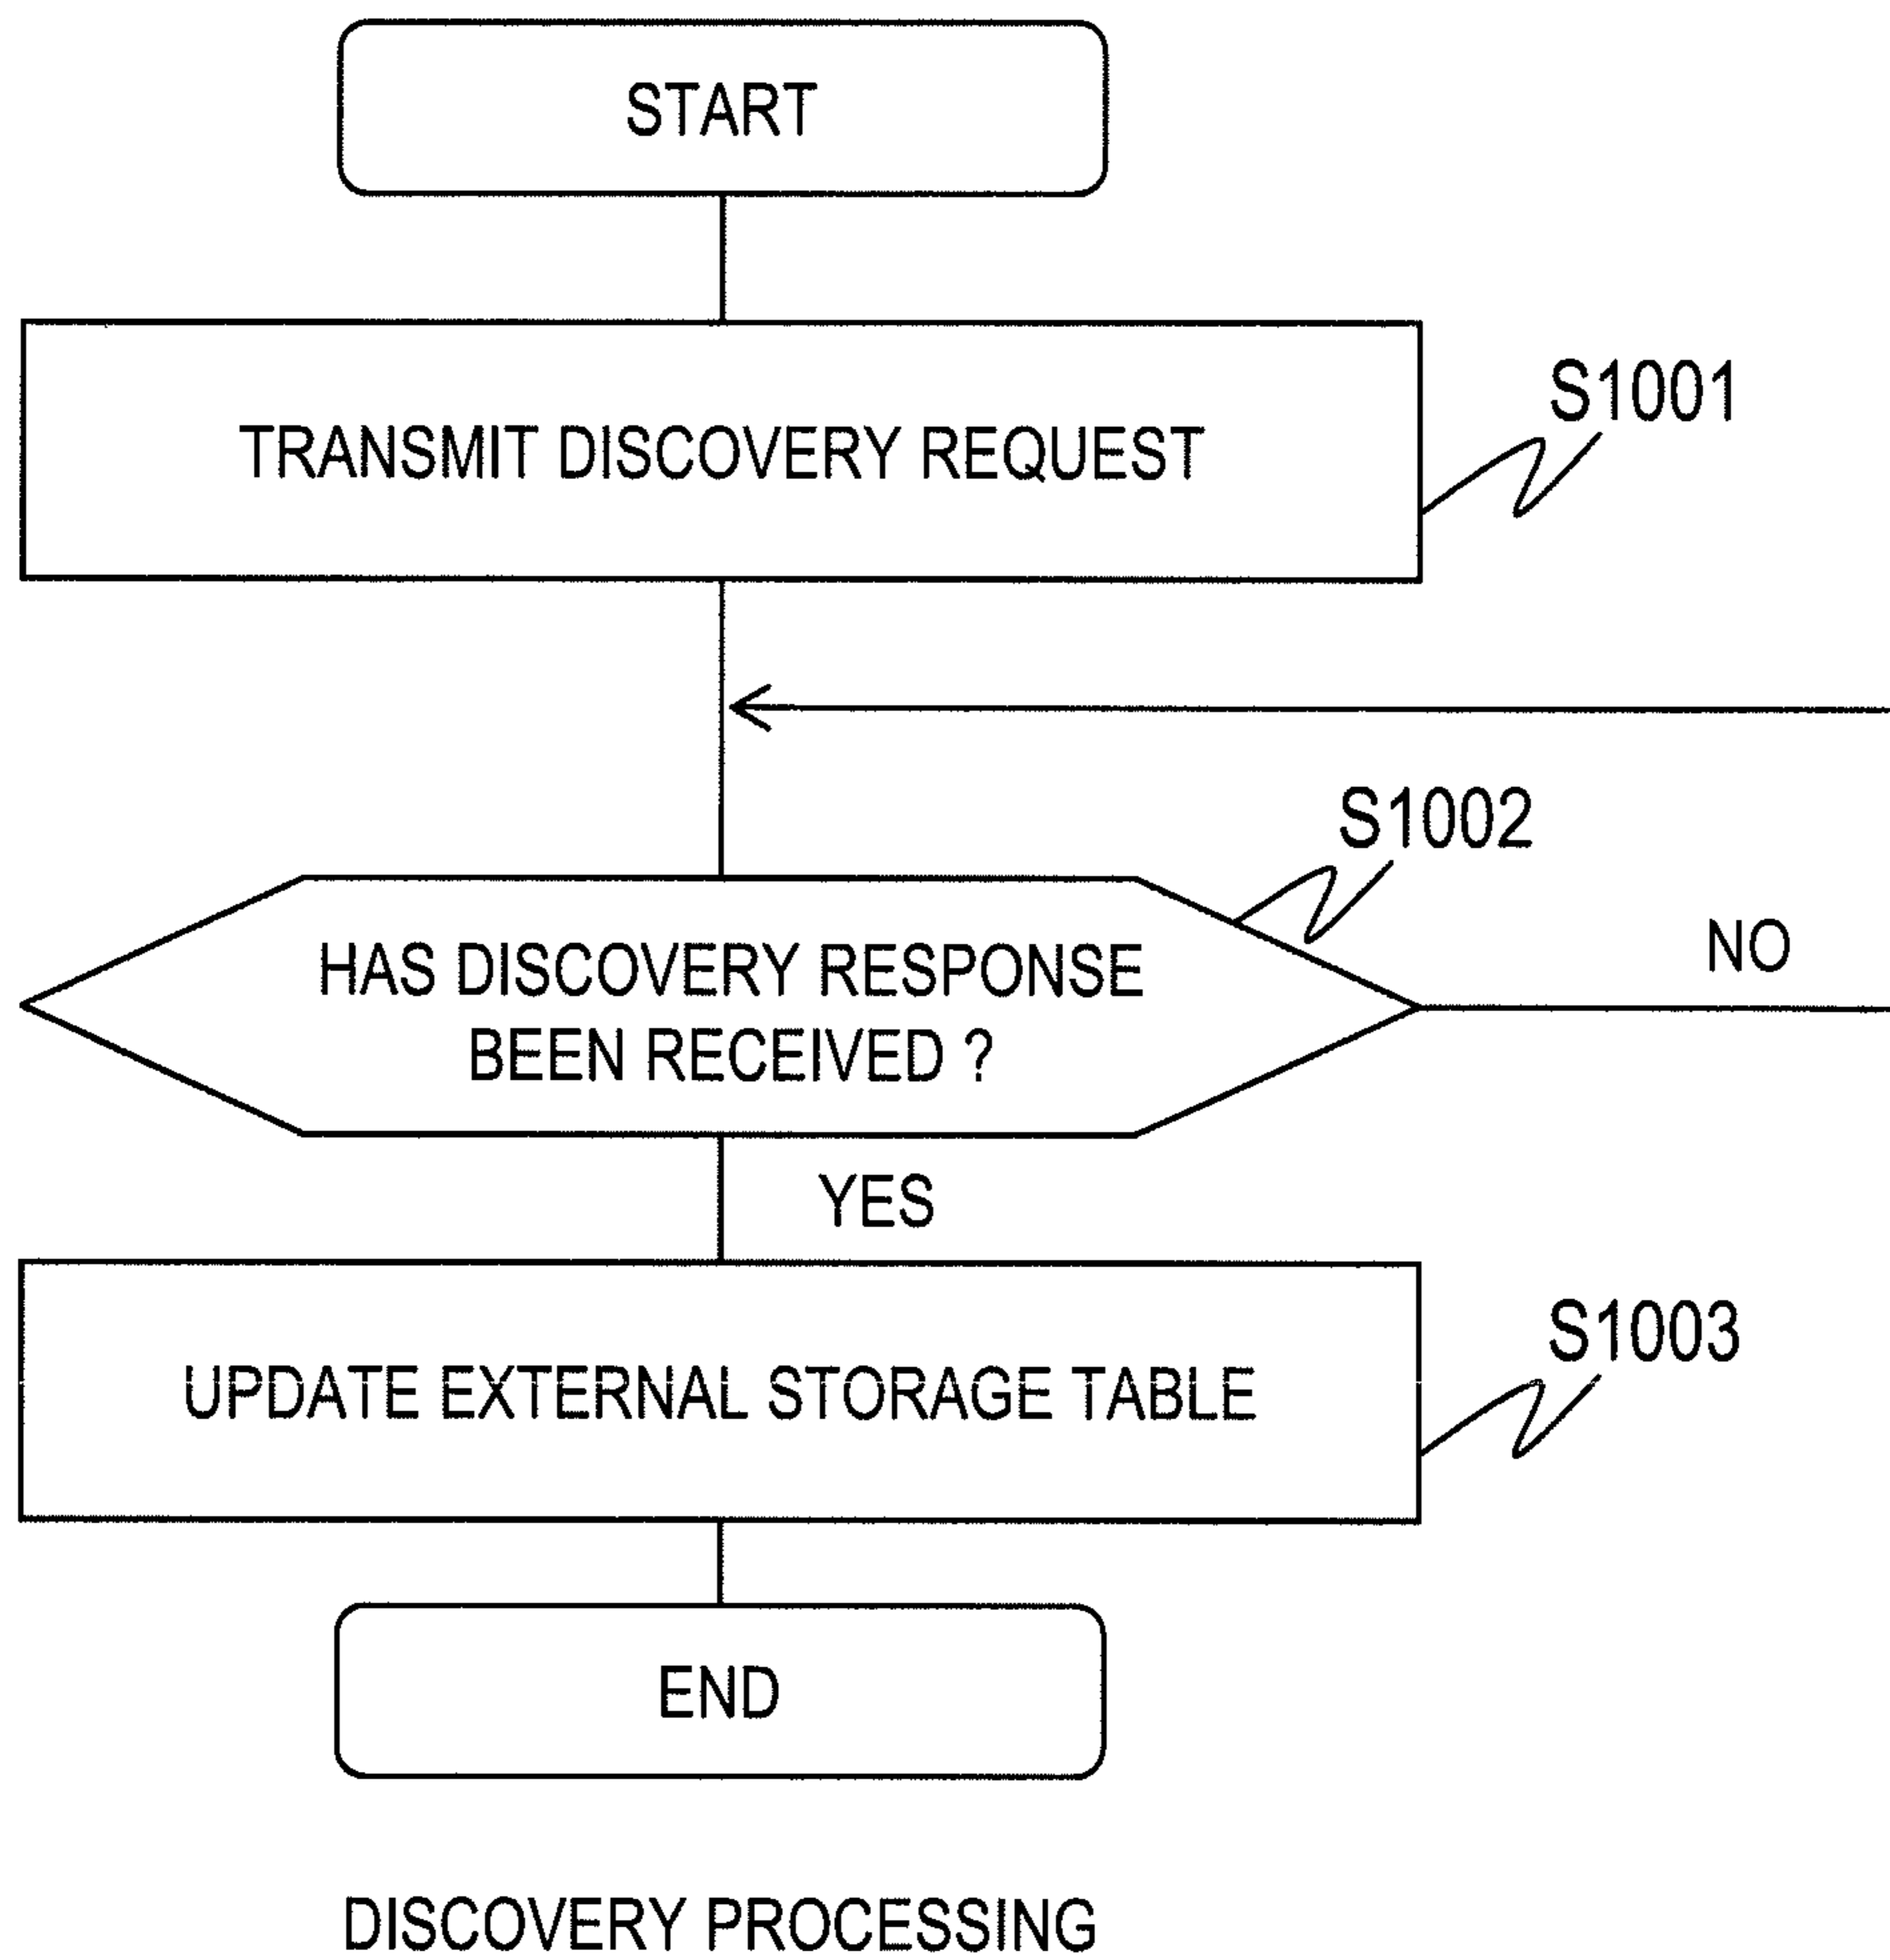 START
TRANSMIT DISCOVERY REQUEST
S1001
S1002
HAS DISCOVERY RESPONSE
BEEN RECEIVED ?
NO
YES
UPDATE EXTERNAL STORAGE TABLE
S1003
END
DISCOVERY PROCESSING